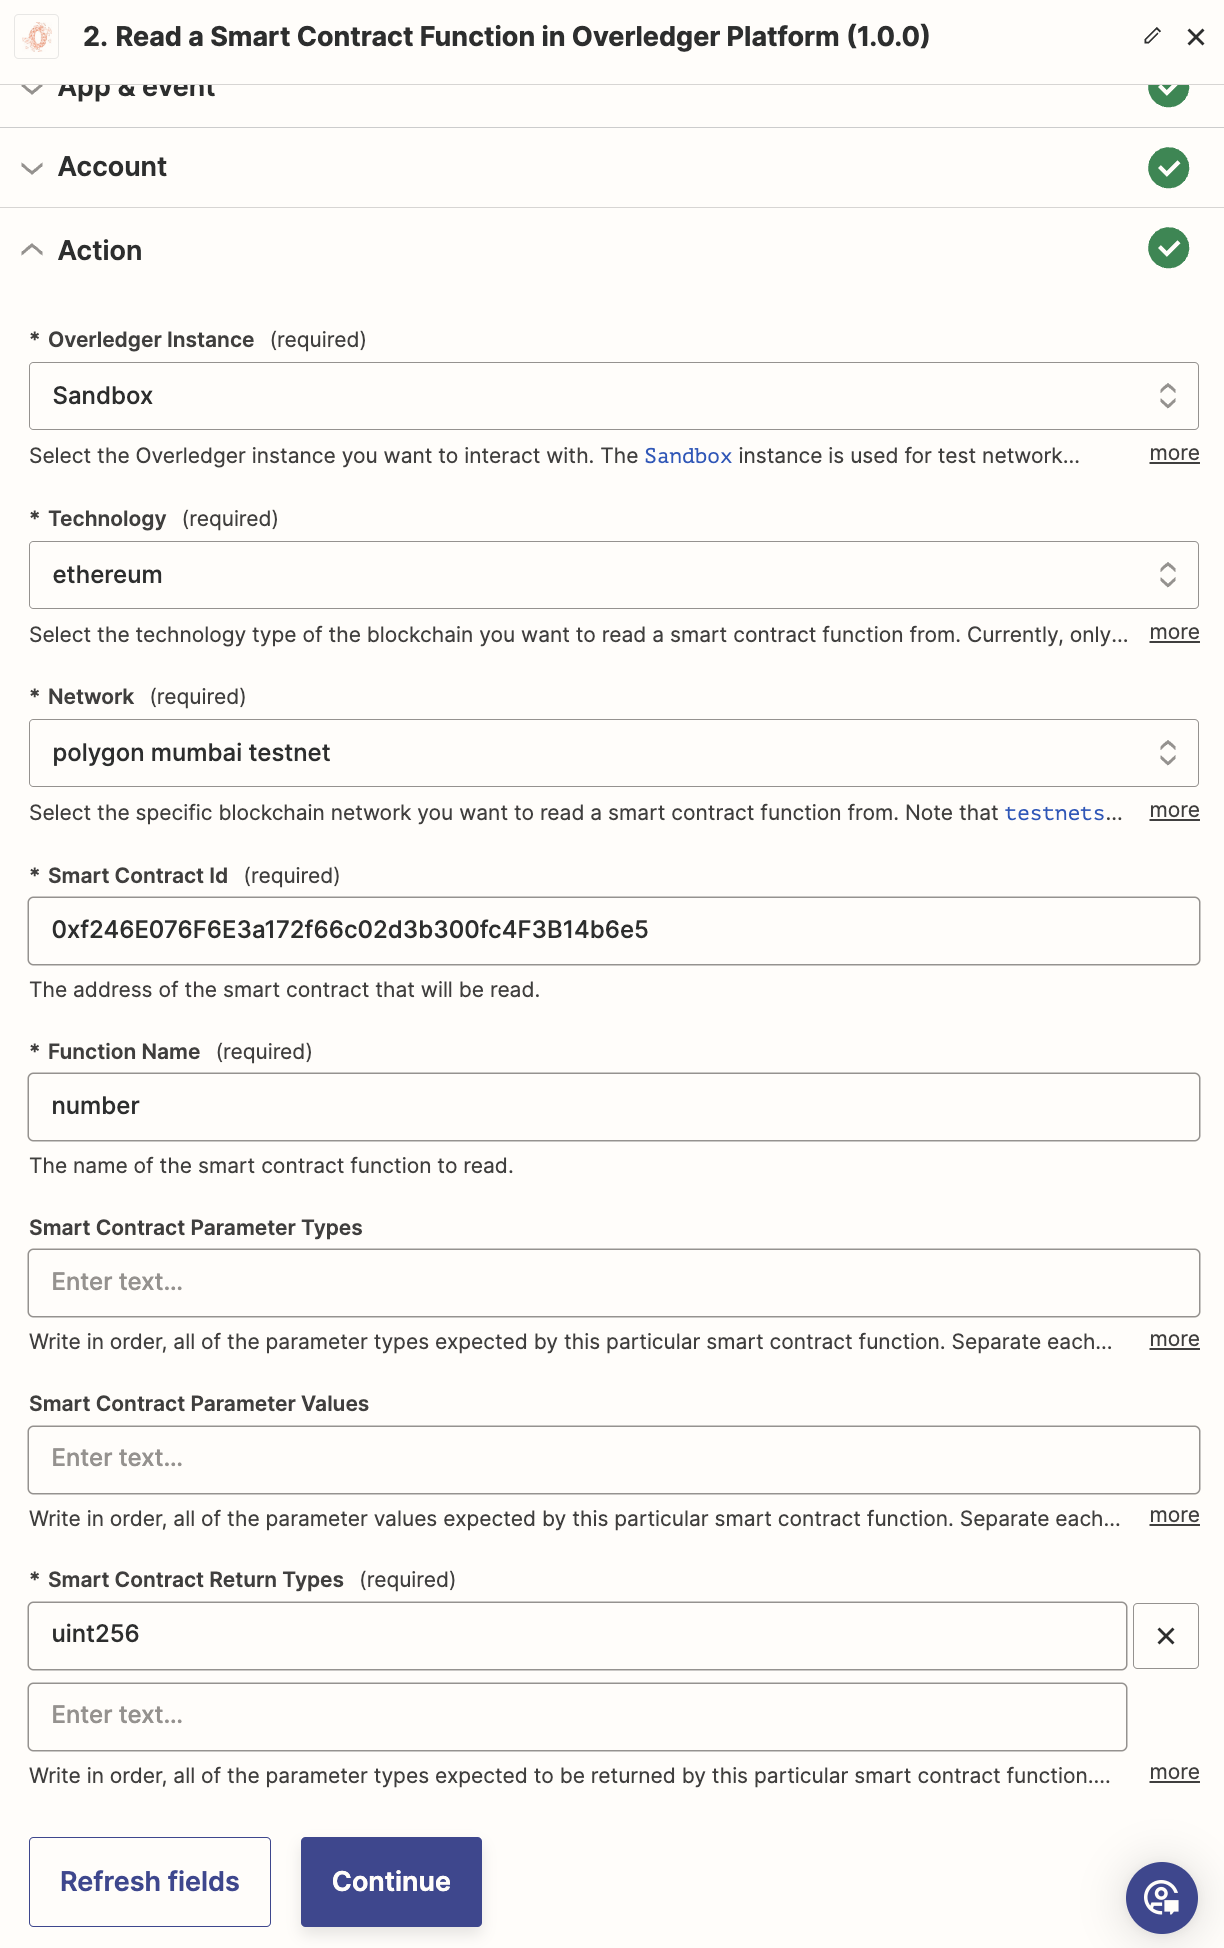 2. Read a Smart Contract Function in Overledger Platform (1.0.0)
App & event
Account
Action
* Overledger Instance (required)
Sandbox
Select the Overledger instance you want to interact with. The Sandbox instance is used for test network... more
* Technology (required)
ethereum
Select the technology type of the blockchain you want to read a smart contract function from. Currently, only... more
* Network (required)
polygon mumbai testnet
Select the specific blockchain network you want to read a smart contract function from. Note that testnets... more
* Smart Contract Id (required)
0xf246E076F6E3a172f66c02d3b300fc4F3B14b6e5
The address of the smart contract that will be read.
* Function Name (required)
number
The name of the smart contract function to read.
Smart Contract Parameter Types
Enter text...
Write in order, all of the parameter types expected by this particular smart contract function. Separate each... more
Smart Contract Parameter Values
Enter text...
Write in order, all of the parameter values expected by this particular smart contract function. Separate each... more
* Smart Contract Return Types (required)
uint256
Enter text...
Write in order, all of the parameter types expected to be returned by this particular smart contract function.... more
Refresh fields Continue